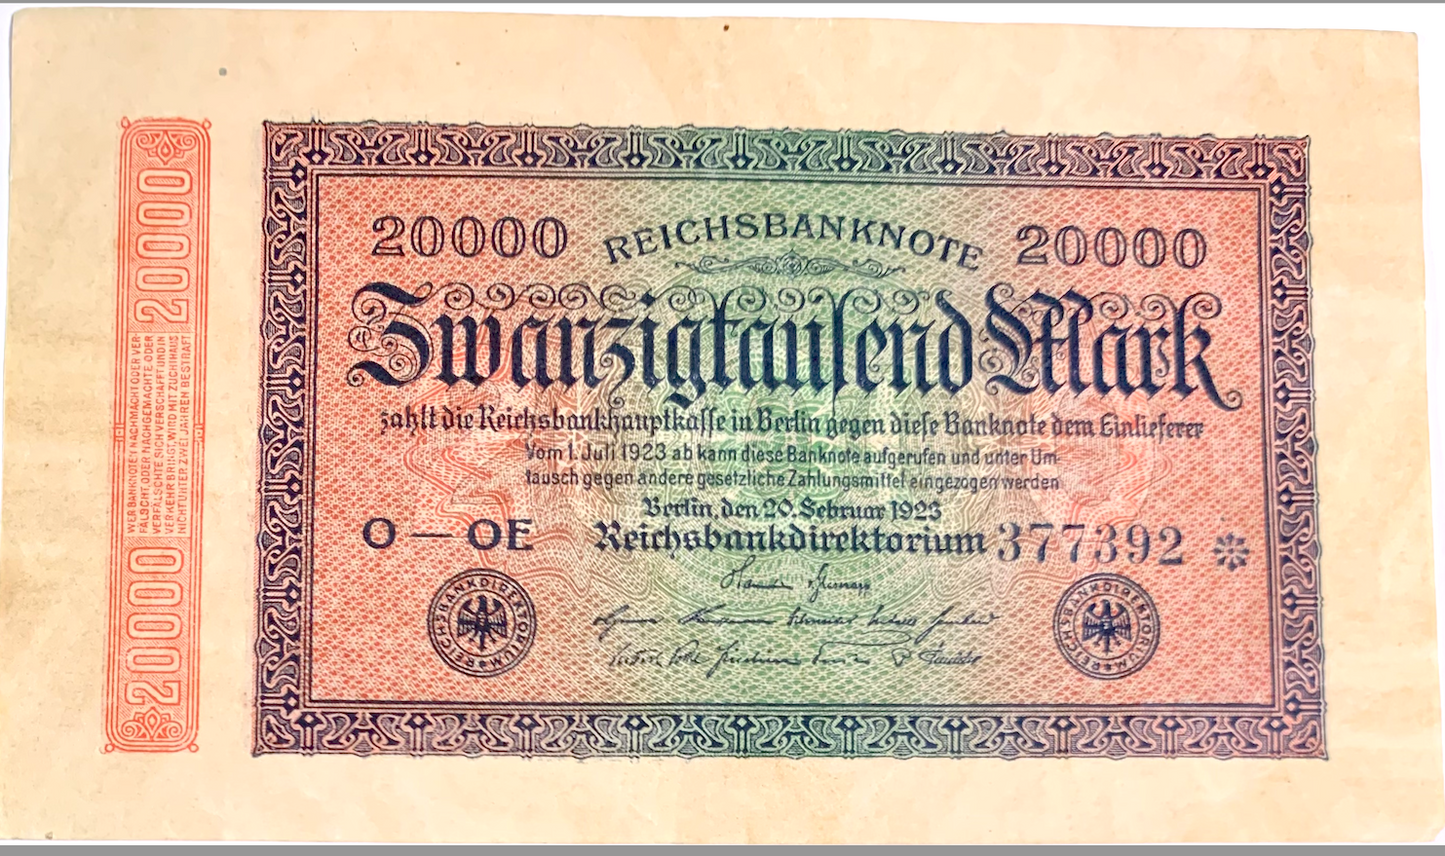 20000
WER BANKNOTEN NACHMACHT ODER VER-
FÄLSCHT ODER NACHGEMACHTE ODER
VERFÄLSCHTE SICH VERSCHAFFT UND IN
VERKEHR BRINGT, WIRD MIT ZUCHTHAUS
NICHT UNTER ZWEI JAHREN BESTRAFT
20000
20000 REICHSBANKNOTE 20000
Zwanzigtausend Mark
zahlt die Reichsbankhauptkasse in Berlin gegen diese Banknote dem Einlieferer
Vom 1. Juli 1923 ab kann diese Banknote aufgerufen und unter Um-
tausch gegen andere gesetzliche Zahlungsmittel eingezogen werden
Berlin, den 20. Februar 1923
O — OE Reichsbankdirektorium 377392 *
REICHSBANKDIREKTORIUM
REICHSBANKDIREKTORIUM